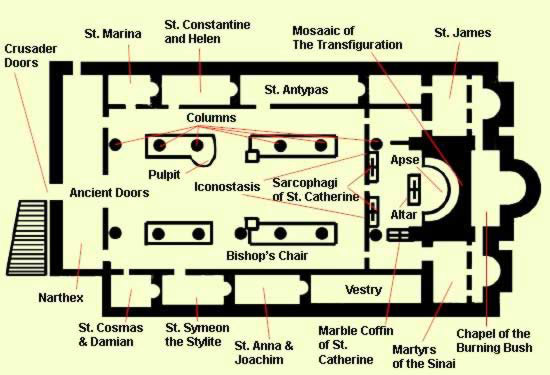 St. Constantine
and Helen
Mosaic of
The Transfiguration
St. Marina
St. James
Crusader
Doors
St. Antypas
Columns
Pulpit
Apse
Iconostasis
Sarcophagi
of St. Catherine
Ancient Doors
Altar
Bishop's Chair
Vestry
Narthex
St. Cosmas
& Damian
St. Symeon
the Stylite
St. Anna &
Joachim
Marble Coffin
of St.
Catherine
Martyrs
of the Sinai
Chapel of the
Burning Bush